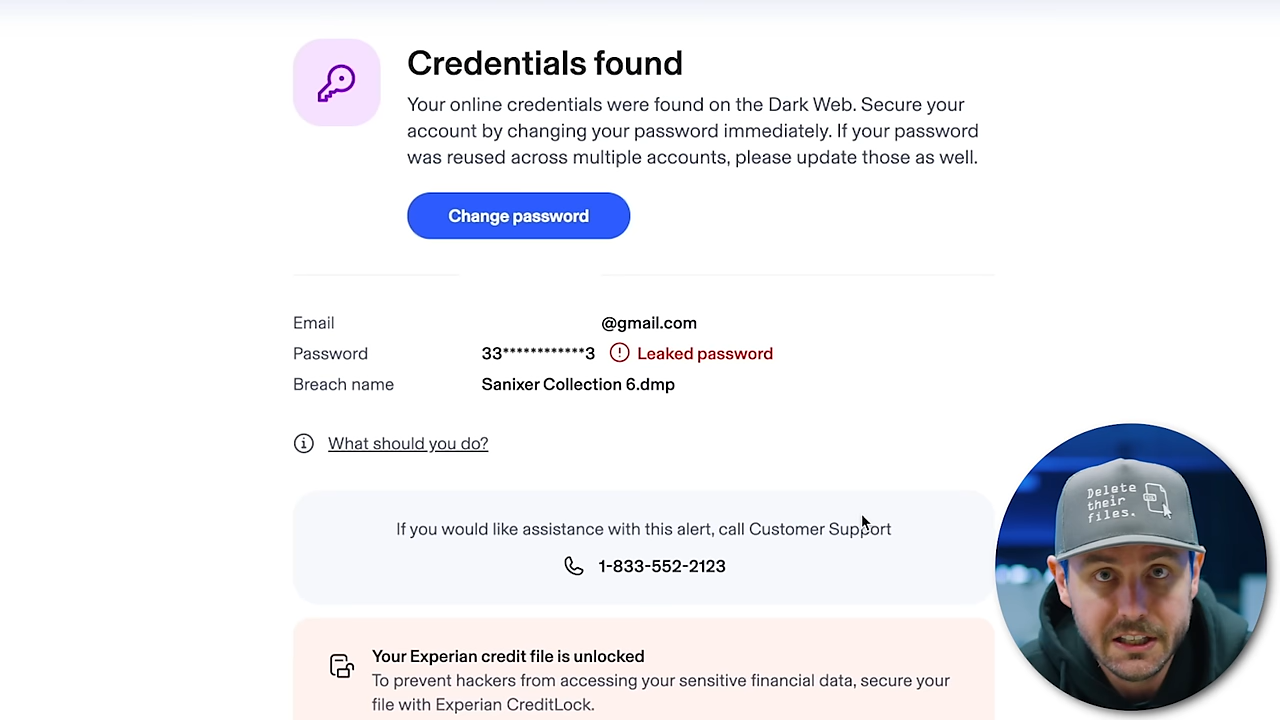 Credentials found
Your online credentials were found on the Dark Web. Secure your
account by changing your password immediately. If your password
was reused across multiple accounts, please update those as well.
Change password
Email @gmail.com
Password 33************3 Leaked password
Breach name Sanixer Collection 6.dmp
What should you do?
If you would like assistance with this alert, call Customer Support
1-833-552-2123
Your Experian credit file is unlocked
To prevent hackers from accessing your sensitive financial data, secure your
file with Experian CreditLock.
Delete
their
files.